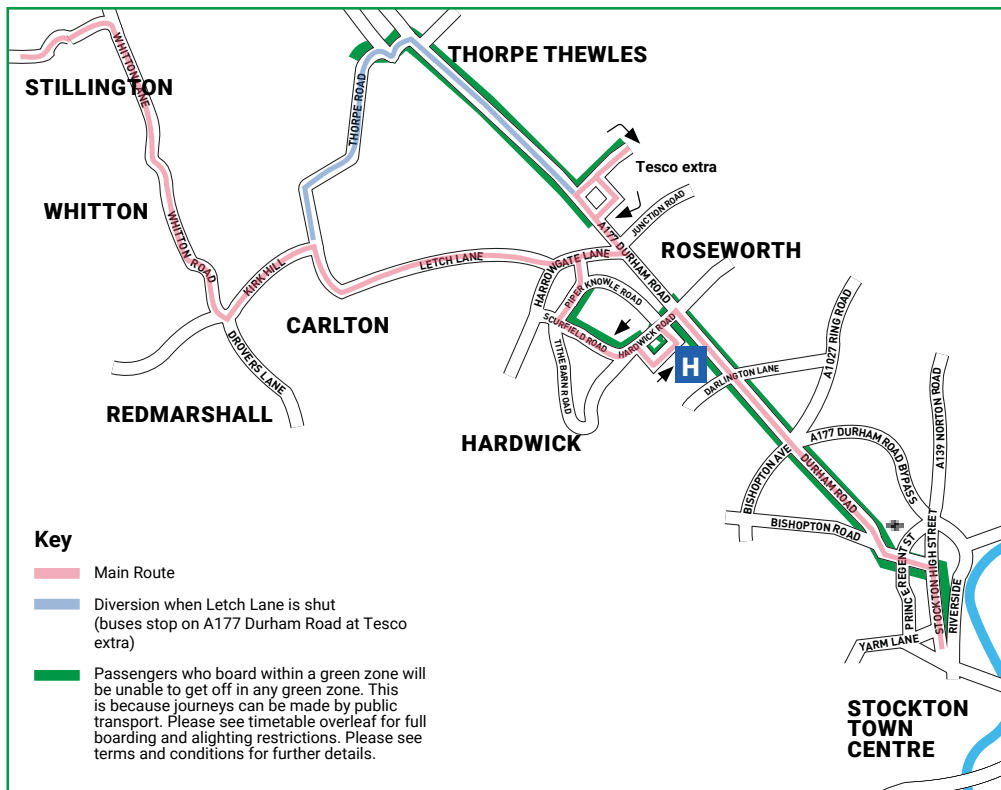 THORPE THEWLES
STILLINGTON
WHITTON LANE
THORPE ROAD
Tesco extra
WHITTON
WHITTON ROAD
JUNCTION ROAD
A177 DURHAM ROAD
ROSEWORTH
KIRK HILL
LETCH LANE
HARROWGATE LANE
PIPER KNOWLE ROAD
CARLTON
SCURFIELD ROAD
HARDWICK ROAD
H
TITHEBARN ROAD
DROVERS LANE
DARLINGTON LANE
A1027 RING ROAD
REDMARSHALL
HARDWICK
A139 NORTON ROAD
A177 DURHAM ROAD BYPASS
BISHOPTON AVE
DURHAM ROAD
BISHOPTON ROAD
PRINCE REGENT ST
STOCKTON HIGH STREET
RIVERSIDE
YARM LANE
STOCKTON
TOWN
CENTRE
Key
Main Route
Diversion when Letch Lane is shut
(buses stop on A177 Durham Road at Tesco
extra)
Passengers who board within a green zone will
be unable to get off in any green zone. This
is because journeys can be made by public
transport. Please see timetable overleaf for full
boarding and alighting restrictions. Please see
terms and conditions for further details.